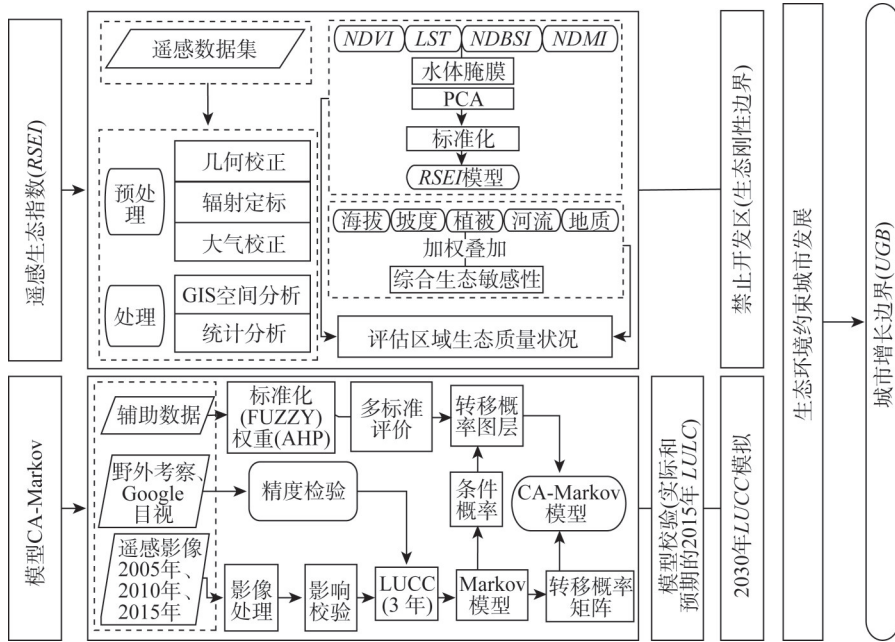 遥感生态指数(RSEI)
遥感数据集
预处理
几何校正
辐射定标
大气校正
处理
GIS空间分析
统计分析
NDVI
LST
NDBSI
NDMI
水体腌膜
PCA
标准化
RSEI模型
海拔
坡度
植被
河流
地质
加权叠加
综合生态敏感性
评估区域生态质量状况
禁止开发区(生态刚性边界)
模型CA-Markov
辅助数据
野外考察、
Google
目视
遥感影像
2005年、
2010年、
2015年
标准化
(FUZZY)
权重(AHP)
多标准
评价
转移概
率图层
精度检验
条件
概率
CA-Markov
模型
影像
处理
影响
校验
LUCC
(3 年)
Markov
模型
转移概率
矩阵
模型校验(实际和
预期的2015年 LULC)
2030年LUCC模拟
生态环境约束城市发展
城市增长边界(UGB)